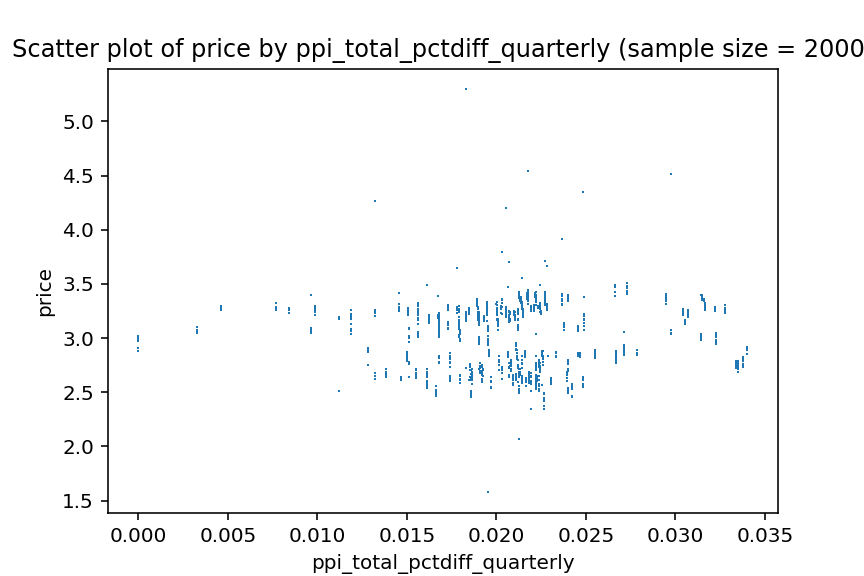 Scatter plot of price by ppi_total_pctdiff_quarterly (sample size = 2000
5.0
4.5
4.0
3.5
3.0
2.5
2.0
1.5
price
0.000 0.005 0.010 0.015 0.020 0.025 0.030 0.035
ppi_total_pctdiff_quarterly